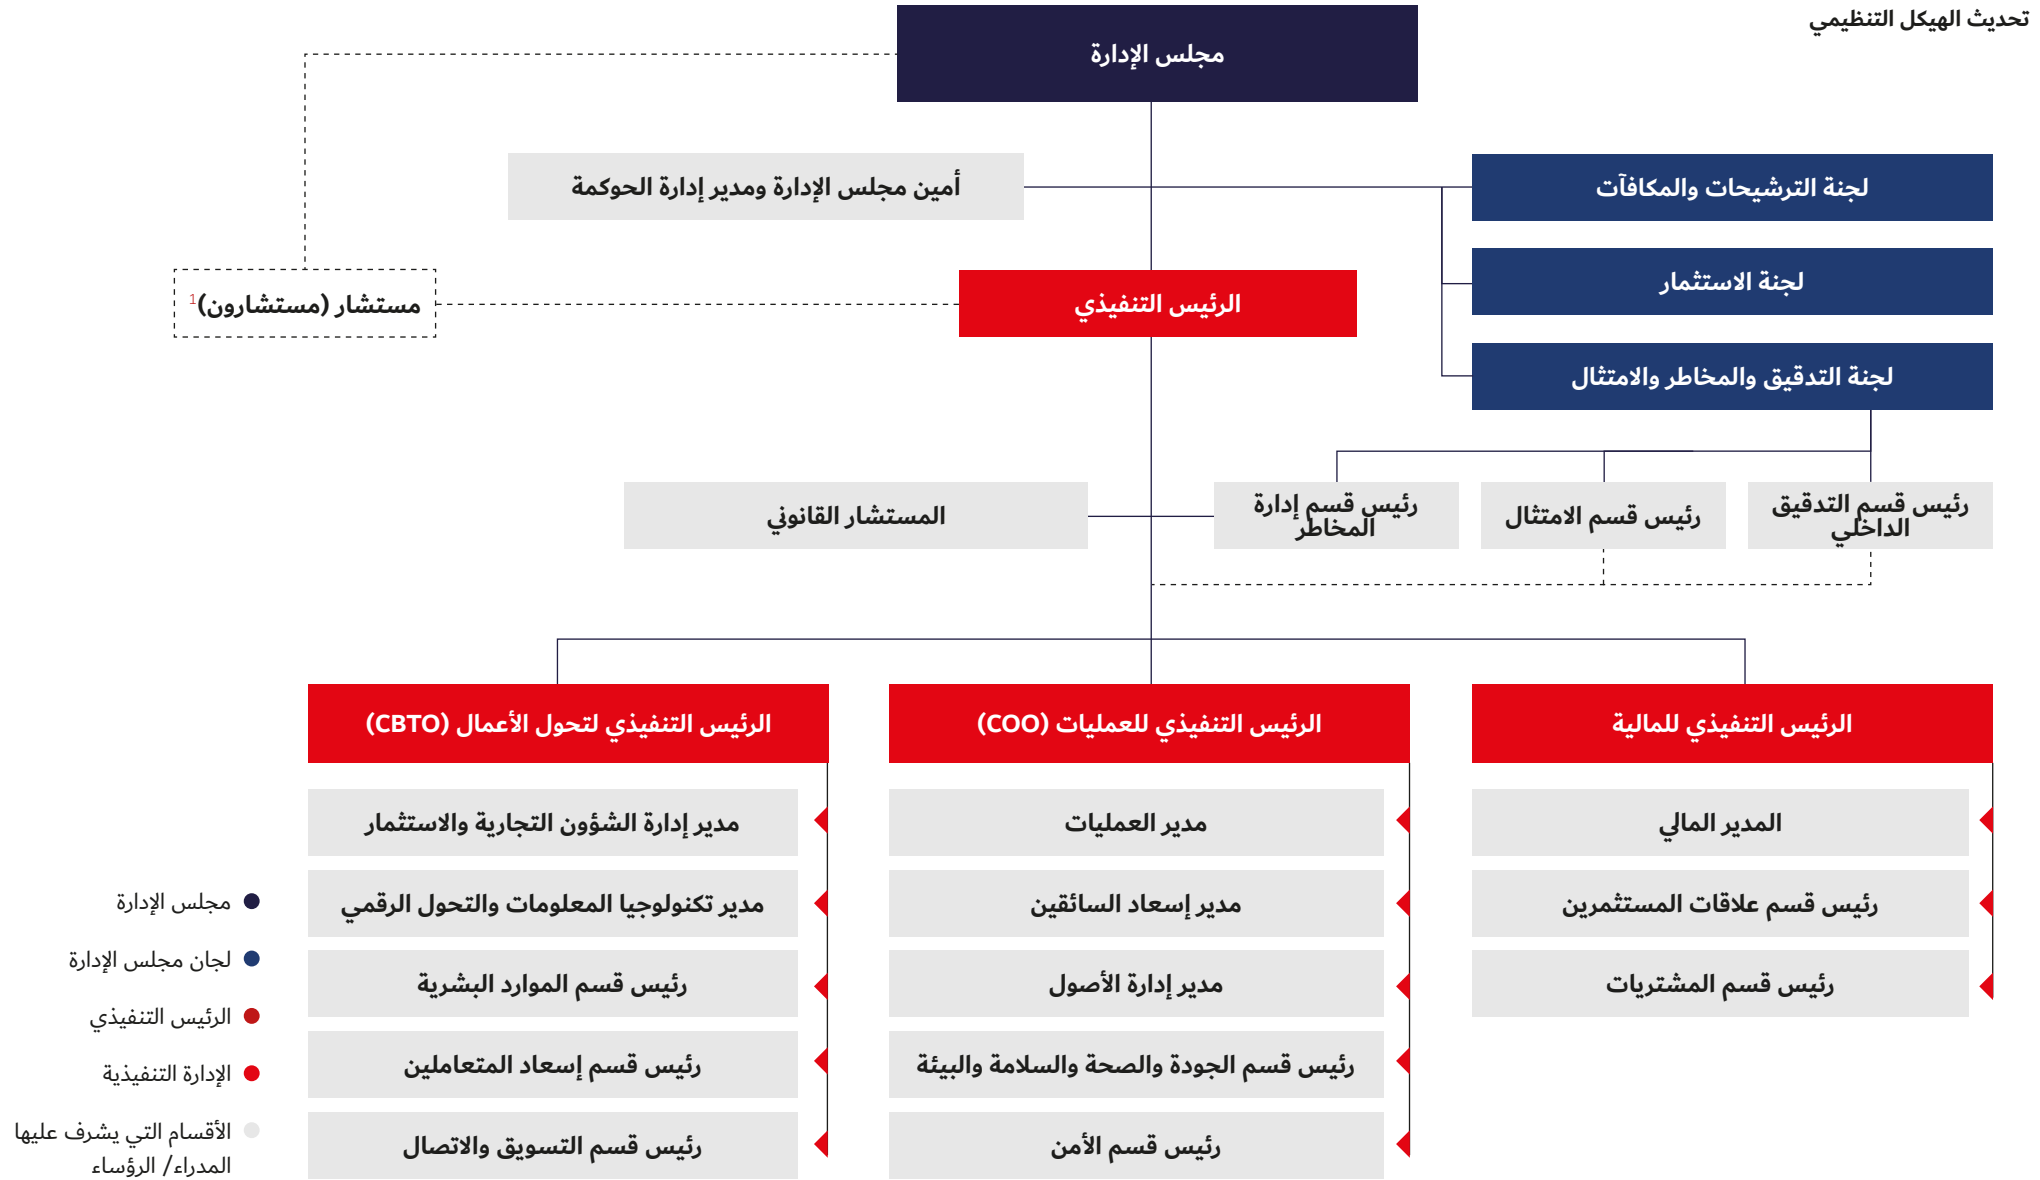 تحديث الهيكل التنظيمي
مجلس الإدارة
لجنة الترشيحات والمكافآت
أمين مجلس الإدارة ومدير إدارة الحوكمة
لجنة الاستثمار
الرئيس التنفيذي
مستشار (مستشارون)1
لجنة التدقيق والمخاطر والامتثال
رئيس قسم التدقيق
الداخلي
رئيس قسم الامتثال
رئيس قسم إدارة
المخاطر
المستشار القانوني
الرئيس التنفيذي للمالية
المدير المالي
رئيس قسم علاقات المستثمرين
رئيس قسم المشتريات
الرئيس التنفيذي للعمليات (COO)
مدير العمليات
مدير إسعاد السائقين
مدير إدارة الأصول
رئيس قسم الجودة والصحة والسلامة والبيئة
رئيس قسم الأمن
الرئيس التنفيذي لتحول الأعمال (CBTO)
مدير إدارة الشؤون التجارية والاستثمار
مدير تكنولوجيا المعلومات والتحول الرقمي
رئيس قسم الموارد البشرية
رئيس قسم إسعاد المتعاملين
رئيس قسم التسويق والاتصال
مجلس الإدارة
لجان مجلس الإدارة
الرئيس التنفيذي
الإدارة التنفيذية
الأقسام التي يشرف عليها
المدراء/ الرؤساء